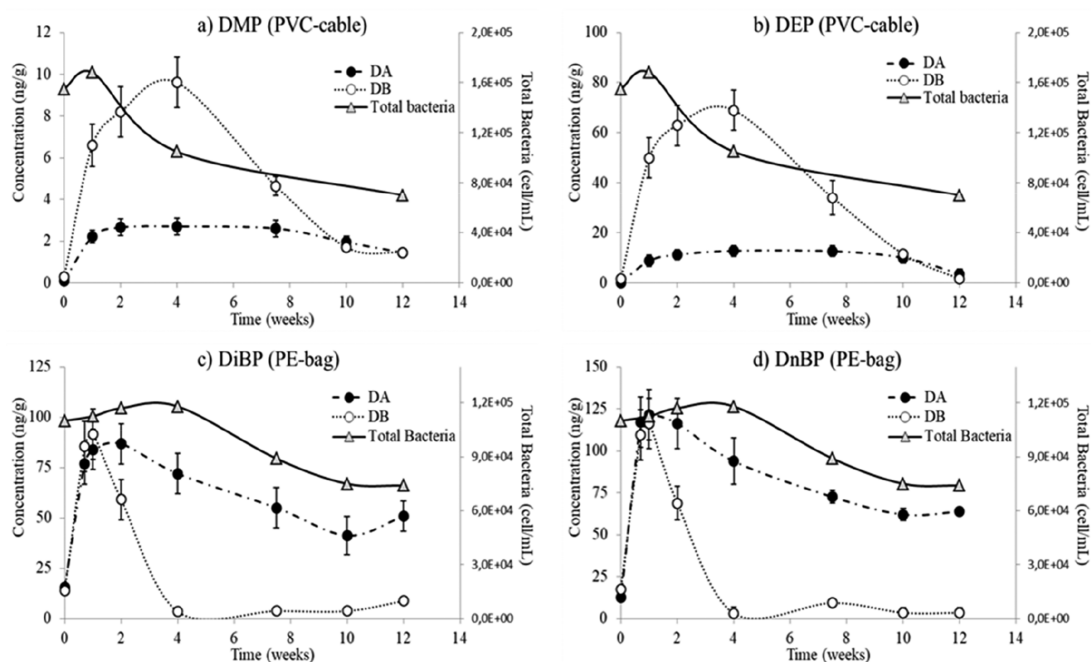 a) DMP (PVC-cable)
Concentration (ng/g)
12
10
8
6
4
2
0
DA
DB
Total bacteria
2,0E+05
1,6E+05
1,2E+05
8,0E+04
4,0E+04
0,0E+00
Total Bacteria (cell/mL)
0 2 4 6 8 10 12 14
Time (weeks)
b) DEP (PVC-cable)
Concentration (ng/g)
100
80
60
40
20
0
DA
DB
Total bacteria
2,0E+05
1,6E+05
1,2E+05
8,0E+04
4,0E+04
0,0E+00
Total Bacteria (cell/mL)
0 2 4 6 8 10 12 14
Time (weeks)
c) DiBP (PE-bag)
Concentration (ng/g)
125
100
75
50
25
0
DA
DB
Total Bacteria
1,2E+05
9,0E+04
6,0E+04
3,0E+04
0,0E+00
Total Bacteria (cell/mL)
0 2 4 6 8 10 12 14
Time (weeks)
d) DnBP (PE-bag)
Concentration (ng/g)
150
125
100
75
50
25
0
DA
DB
Total Bacteria
1,2E+05
9,0E+04
6,0E+04
3,0E+04
0,0E+00
Total Bacteria (cell/mL)
0 2 4 6 8 10 12 14
Time (weeks)